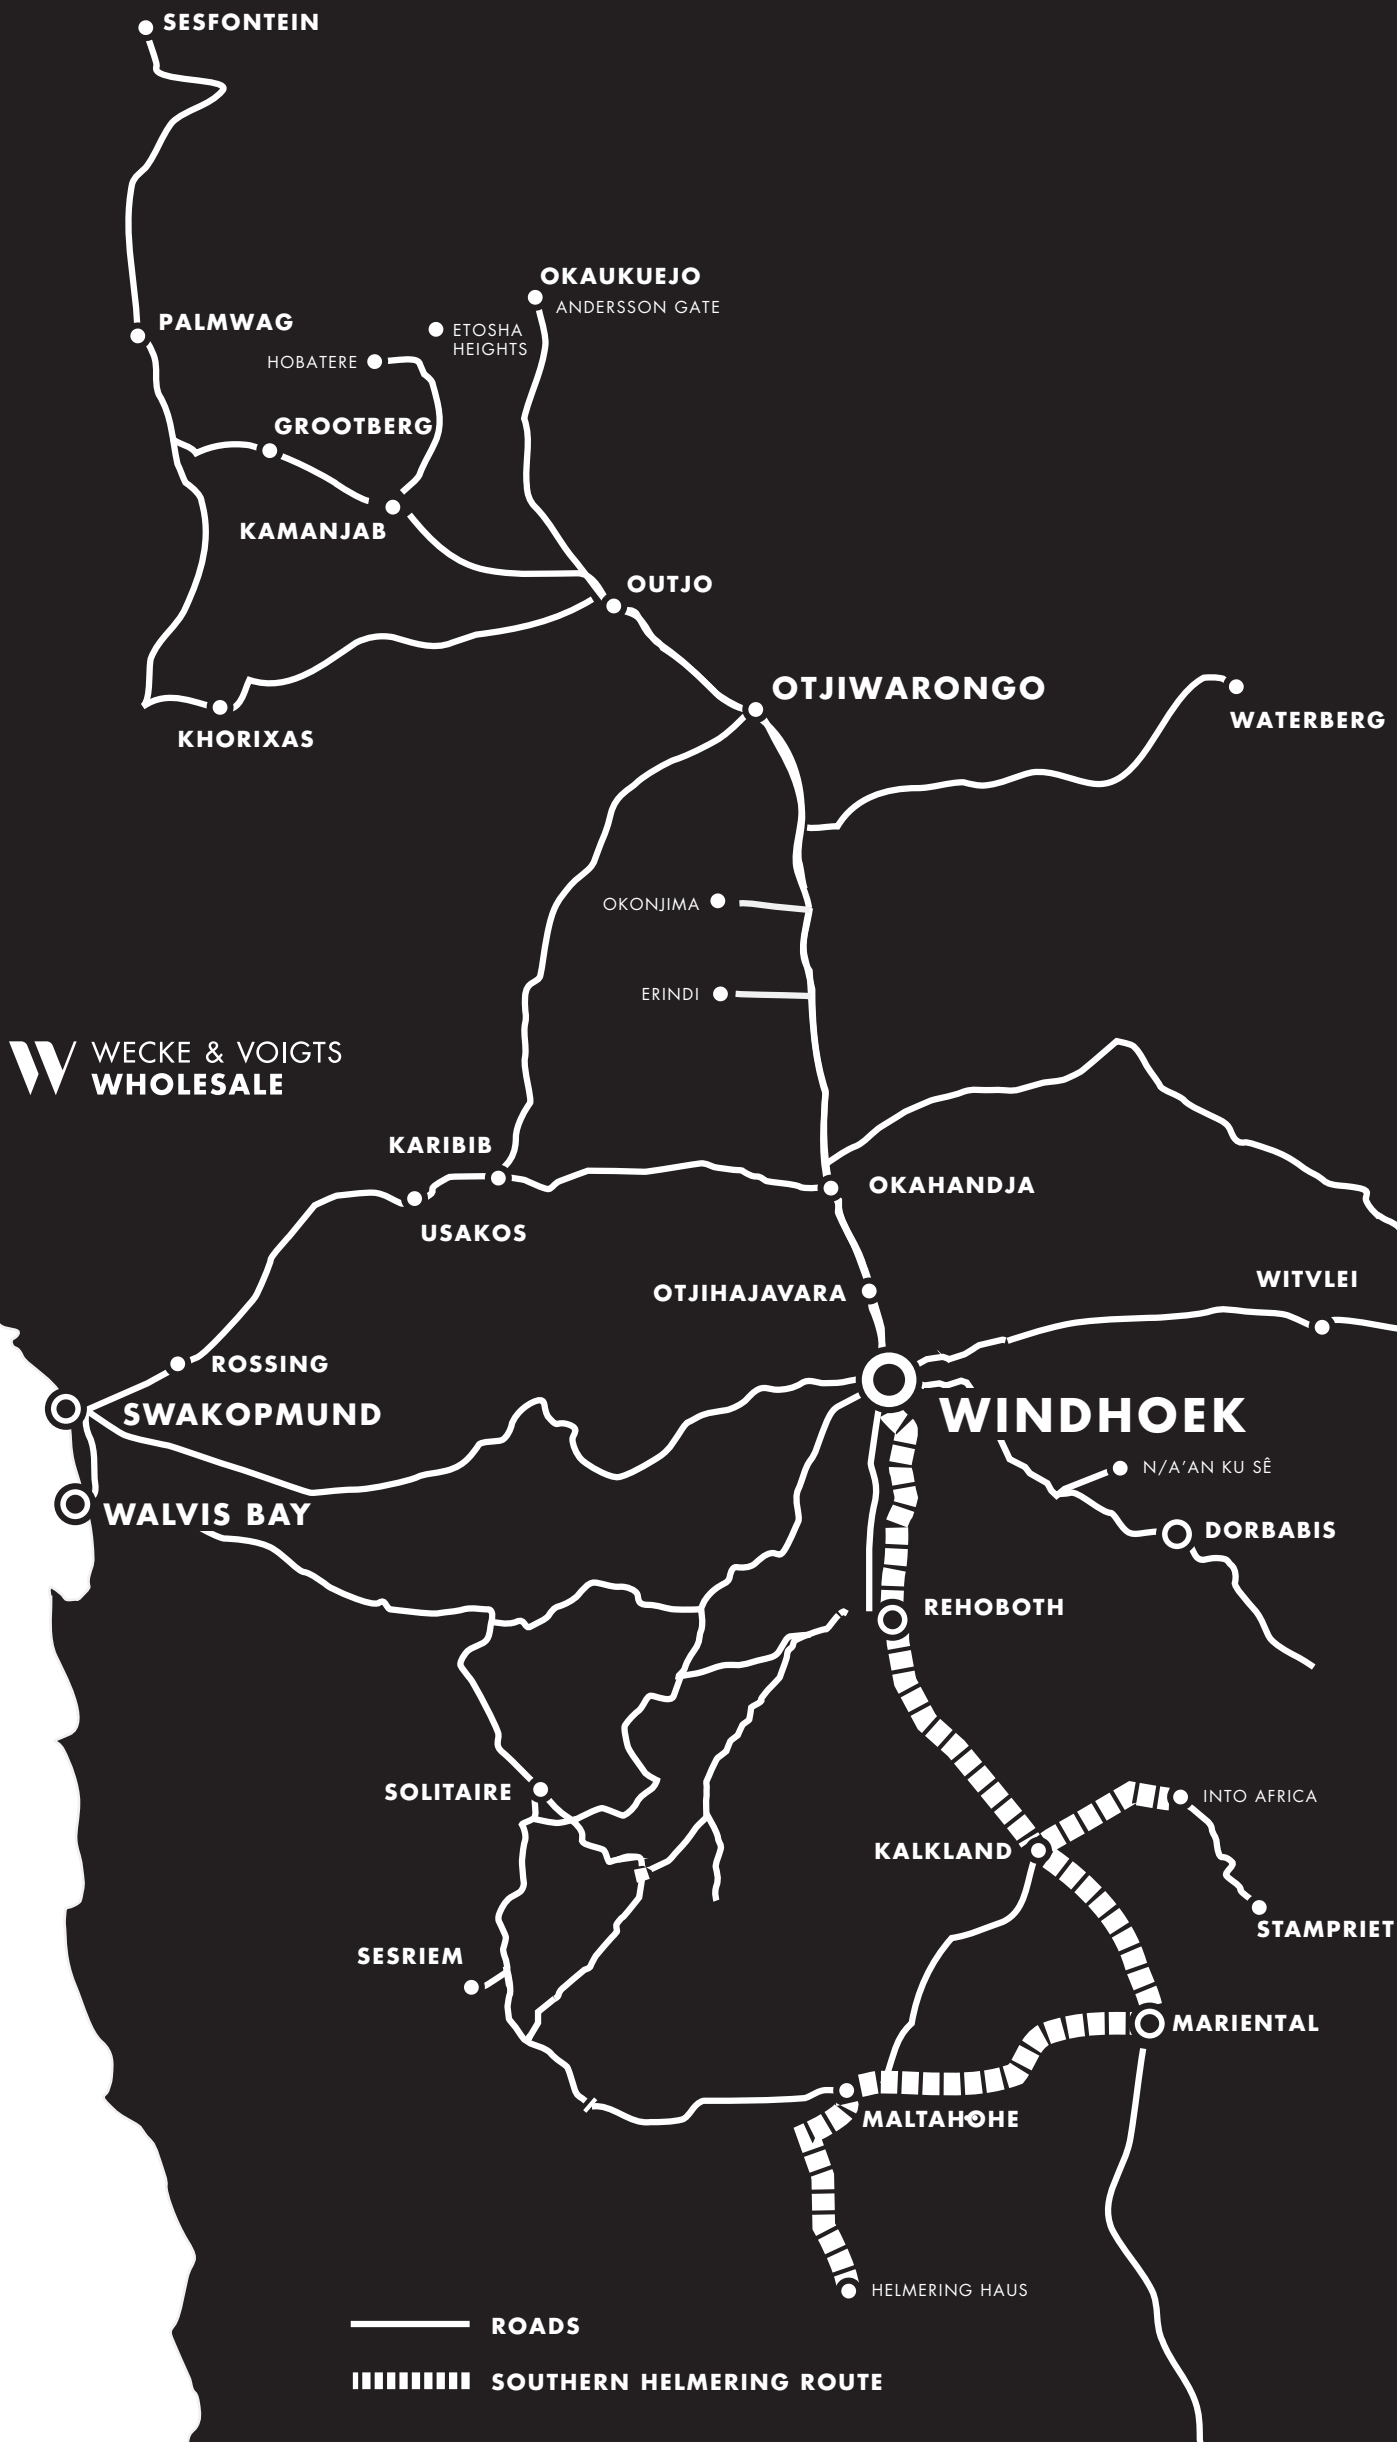 SESFONTEIN
OKAUKUEJO
ANDERSSON GATE
PALMWAG
ETOSHA
HEIGHTS
HOBATERE
GROOTBERG
KAMANJAB
OUTJO
OTJIWARONGO
WATERBERG
KHORIXAS
OKONJIMA
ERINDI
WECKE & VOIGTS
WHOLESALE
KARIBIB
OKAHANDJA
USAKOS
WITVLEI
OTJIHAJAVARA
ROSSING
SWAKOPMUND
WINDHOEK
N/A'AN KU SÊ
WALVIS BAY
DORBABIS
REHOBOTH
SOLITAIRE
INTO AFRICA
KALKLAND
STAMPRIET
SESRIEM
MARIENTAL
MALTAHOHE
HELMERING HAUS
ROADS
SOUTHERN HELMERING ROUTE